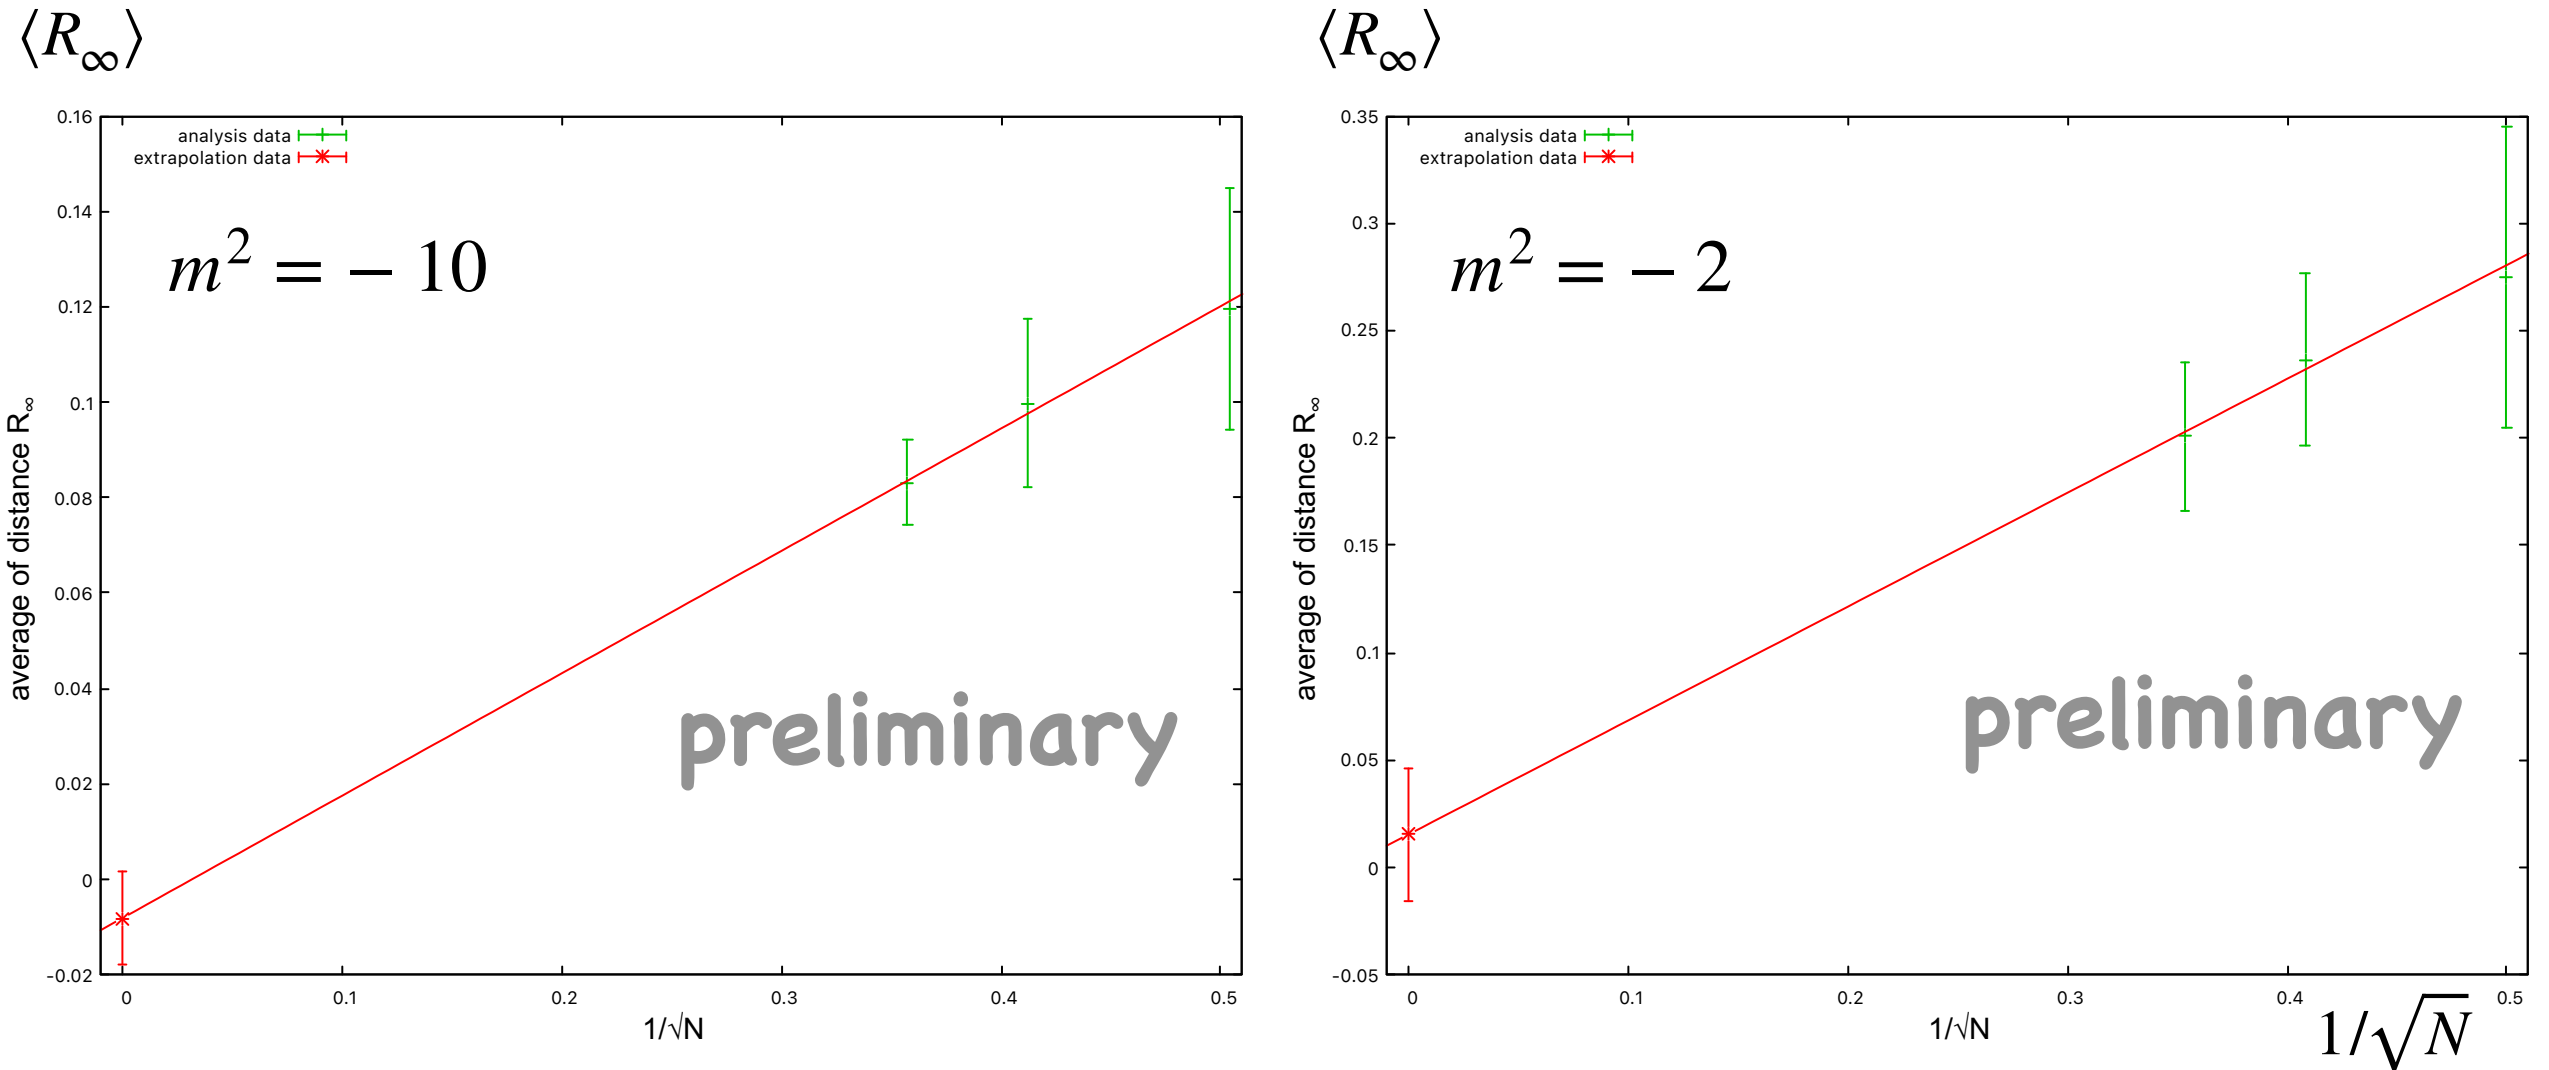 ⟨R∞⟩
0.16
0.14
0.12
0.1
0.08
0.06
0.04
0.02
0
-0.02
average of distance R∞
analysis data
extrapolation data
m² = − 10
preliminary
0 0.1 0.2 0.3 0.4 0.5
1/√N
⟨R∞⟩
0.35
0.3
0.25
0.2
0.15
0.1
0.05
0
-0.05
average of distance R∞
analysis data
extrapolation data
m² = − 2
preliminary
0 0.1 0.2 0.3 0.4 0.5
1/√N
1/√N